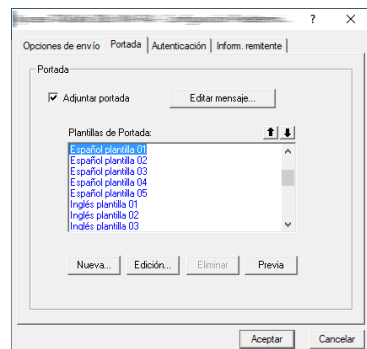 ? ×
Opciones de envío Portada Autenticación Inform. remitente
Portada
Adjuntar portada Editar mensaje...
Plantillas de Portada:
Español plantilla 01
Español plantilla 02
Español plantilla 03
Español plantilla 04
Español plantilla 05
Inglés plantilla 01
Inglés plantilla 02
Inglés plantilla 03
Nueva... Edición... Eliminar Previa
Aceptar Cancelar